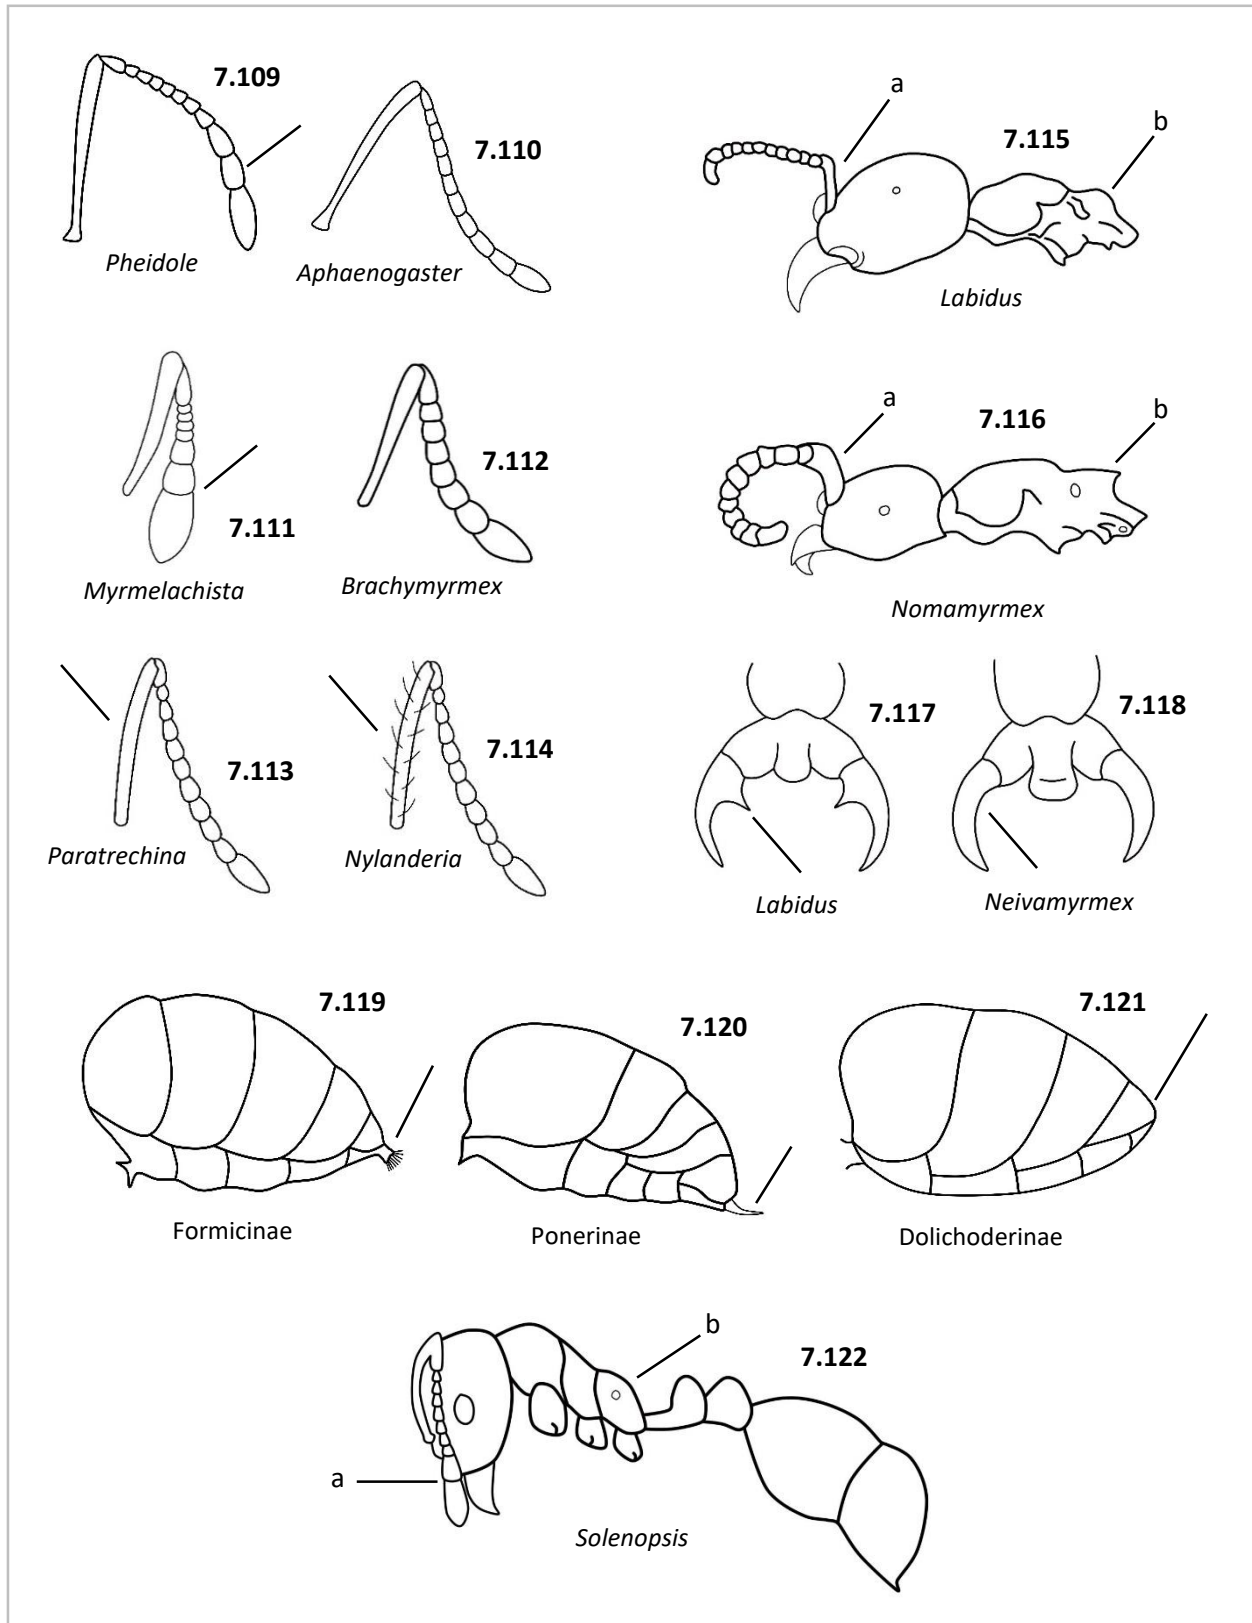 7.109
Pheidole
7.110
Aphaenogaster
a
7.115
b
Labidus
7.111
Myrmelachista
7.112
Brachymyrmex
a
7.116
b
Nomamyrmex
7.113
Paratrechina
7.114
Nylanderia
7.117
Labidus
7.118
Neivamyrmex
7.119
Formicinae
7.120
Ponerinae
7.121
Dolichoderinae
b
7.122
a
Solenopsis